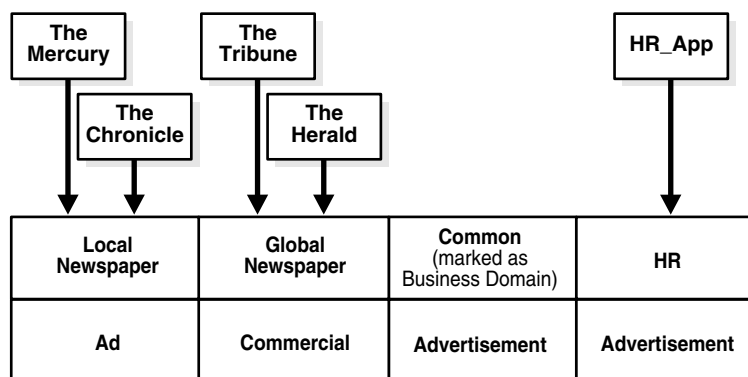 The
Mercury
The
Tribune
HR_App
The
Chronicle
The
Herald
Local
Newspaper
Global
Newspaper
Common
(marked as
Business Domain)
HR
Ad
Commercial
Advertisement
Advertisement